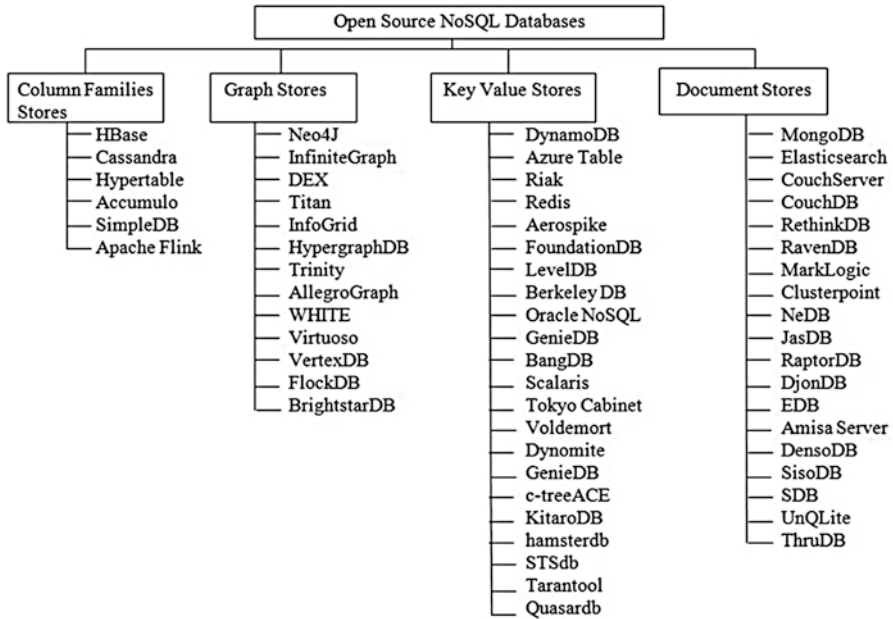 Open Source NoSQL Databases
Column Families
Stores
HBase
Cassandra
Hypertable
Accumulo
SimpleDB
Apache Flink
Graph Stores
Neo4J
InfiniteGraph
DEX
Titan
InfoGrid
HypergraphDB
Trinity
AllegroGraph
WHITE
Virtuoso
VertexDB
FlockDB
BrightstarDB
Key Value Stores
DynamoDB
Azure Table
Riak
Redis
Aerospike
FoundationDB
LevelDB
Berkeley DB
Oracle NoSQL
GenieDB
BangDB
Scalaris
Tokyo Cabinet
Voldemort
Dynomite
GenieDB
c-treeACE
KitaroDB
hamsterdb
STSdb
Tarantool
Quasardb
Document Stores
MongoDB
Elasticsearch
CouchServer
CouchDB
RethinkDB
RavenDB
MarkLogic
Clusterpoint
NeDB
JasDB
RaptorDB
DjonDB
EDB
Amisa Server
DensoDB
SisoDB
SDB
UnQLite
ThruDB